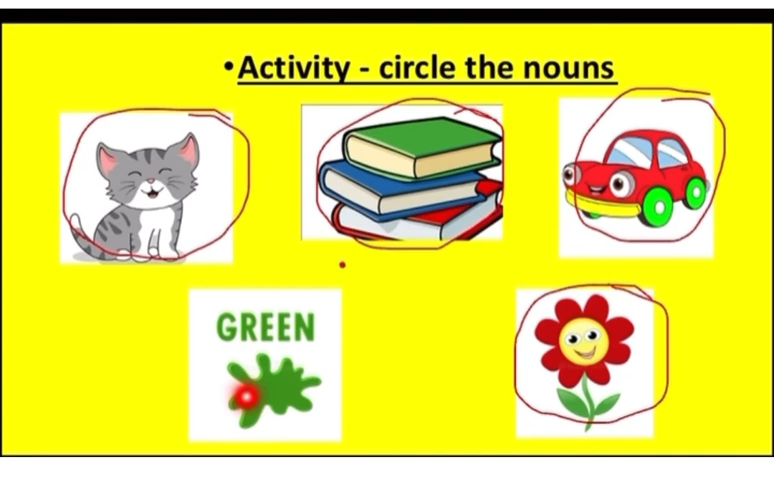 •Activity - circle the nouns
GREEN